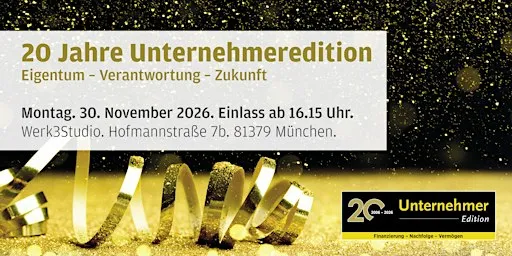 20 Jahre Unternehmeredition
Eigentum – Verantwortung – Zukunft
Montag. 30. November 2026. Einlass ab 16.15 Uhr.
Werk3Studio. Hofmannstraße 7b. 81379 München.
20 2006 – 2026
Unternehmer
Edition
Finanzierung – Nachfolge – Vermögen